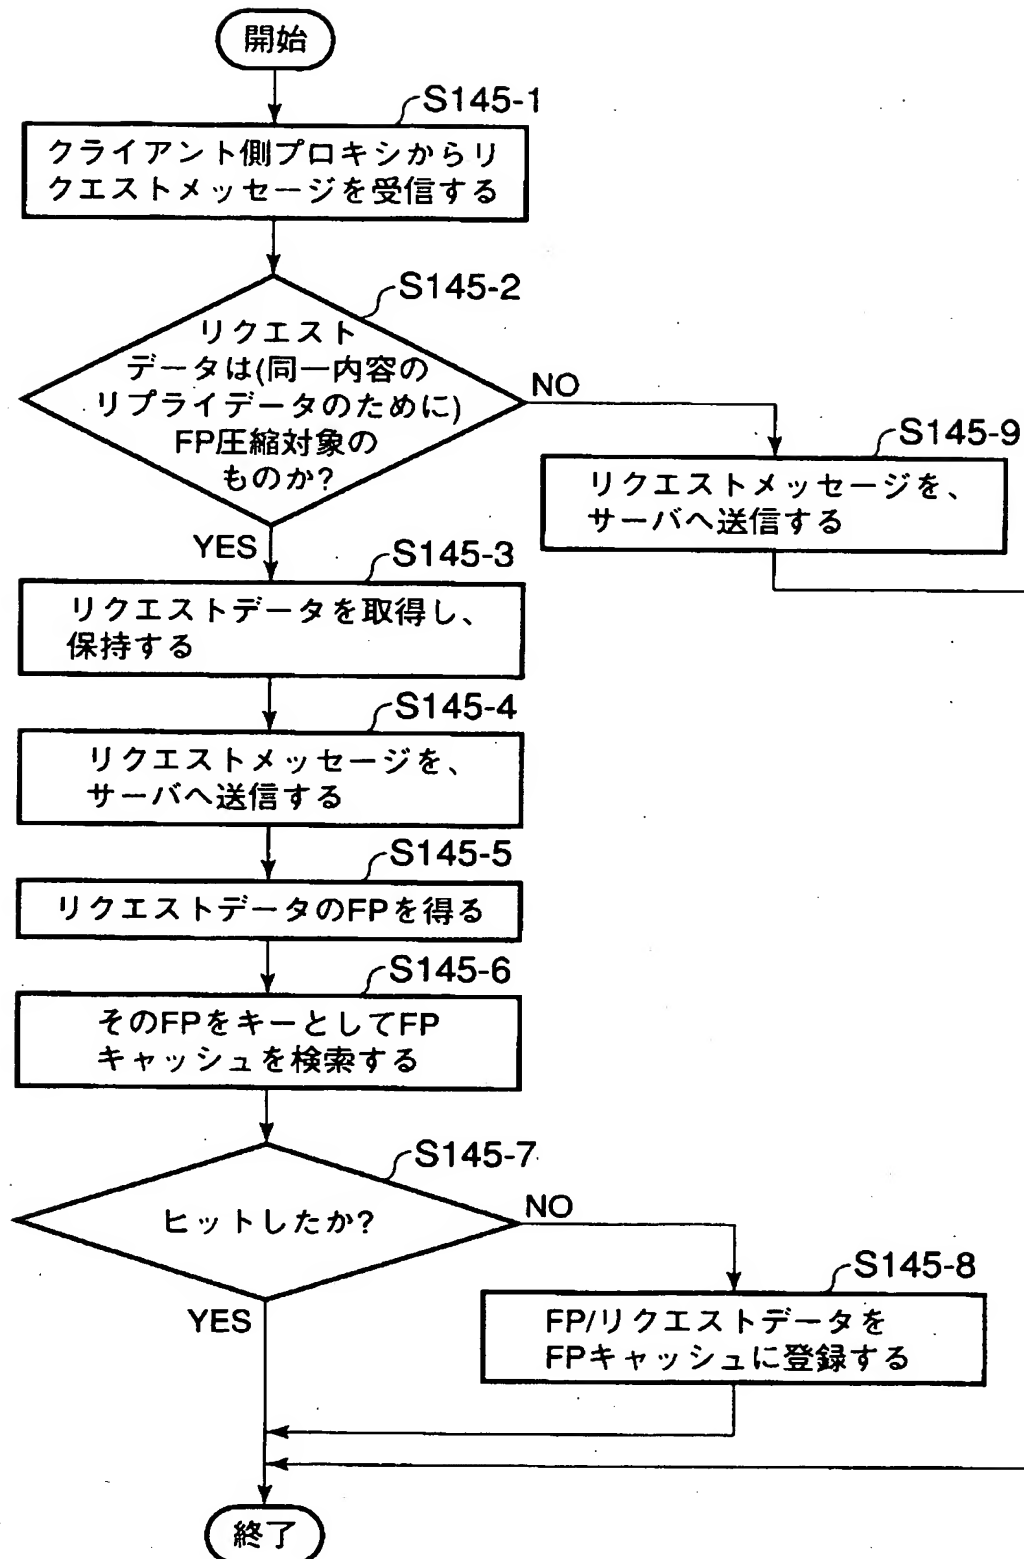 開始
S145-1
クライアント側プロキシからリ
クエストメッセージを受信する
S145-2
リクエスト
データは(同一内容の
リプライデータのために)
FP圧縮対象の
ものか?
NO
YES
S145-9
リクエストメッセージを、
サーバへ送信する
S145-3
リクエストデータを取得し、
保持する
S145-4
リクエストメッセージを、
サーバへ送信する
S145-5
リクエストデータのFPを得る
S145-6
そのFPをキーとしてFP
キャッシュを検索する
S145-7
ヒットしたか?
NO
YES
S145-8
FP/リクエストデータを
FPキャッシュに登録する
終了